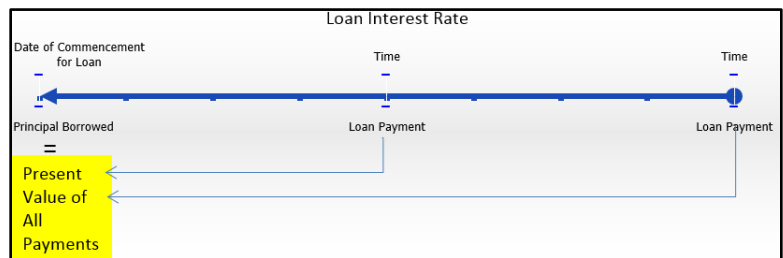 Loan Interest Rate
Date of Commencement
for Loan
Time
Time
Principal Borrowed
Loan Payment
Loan Payment
=
Present
Value of
All
Payments